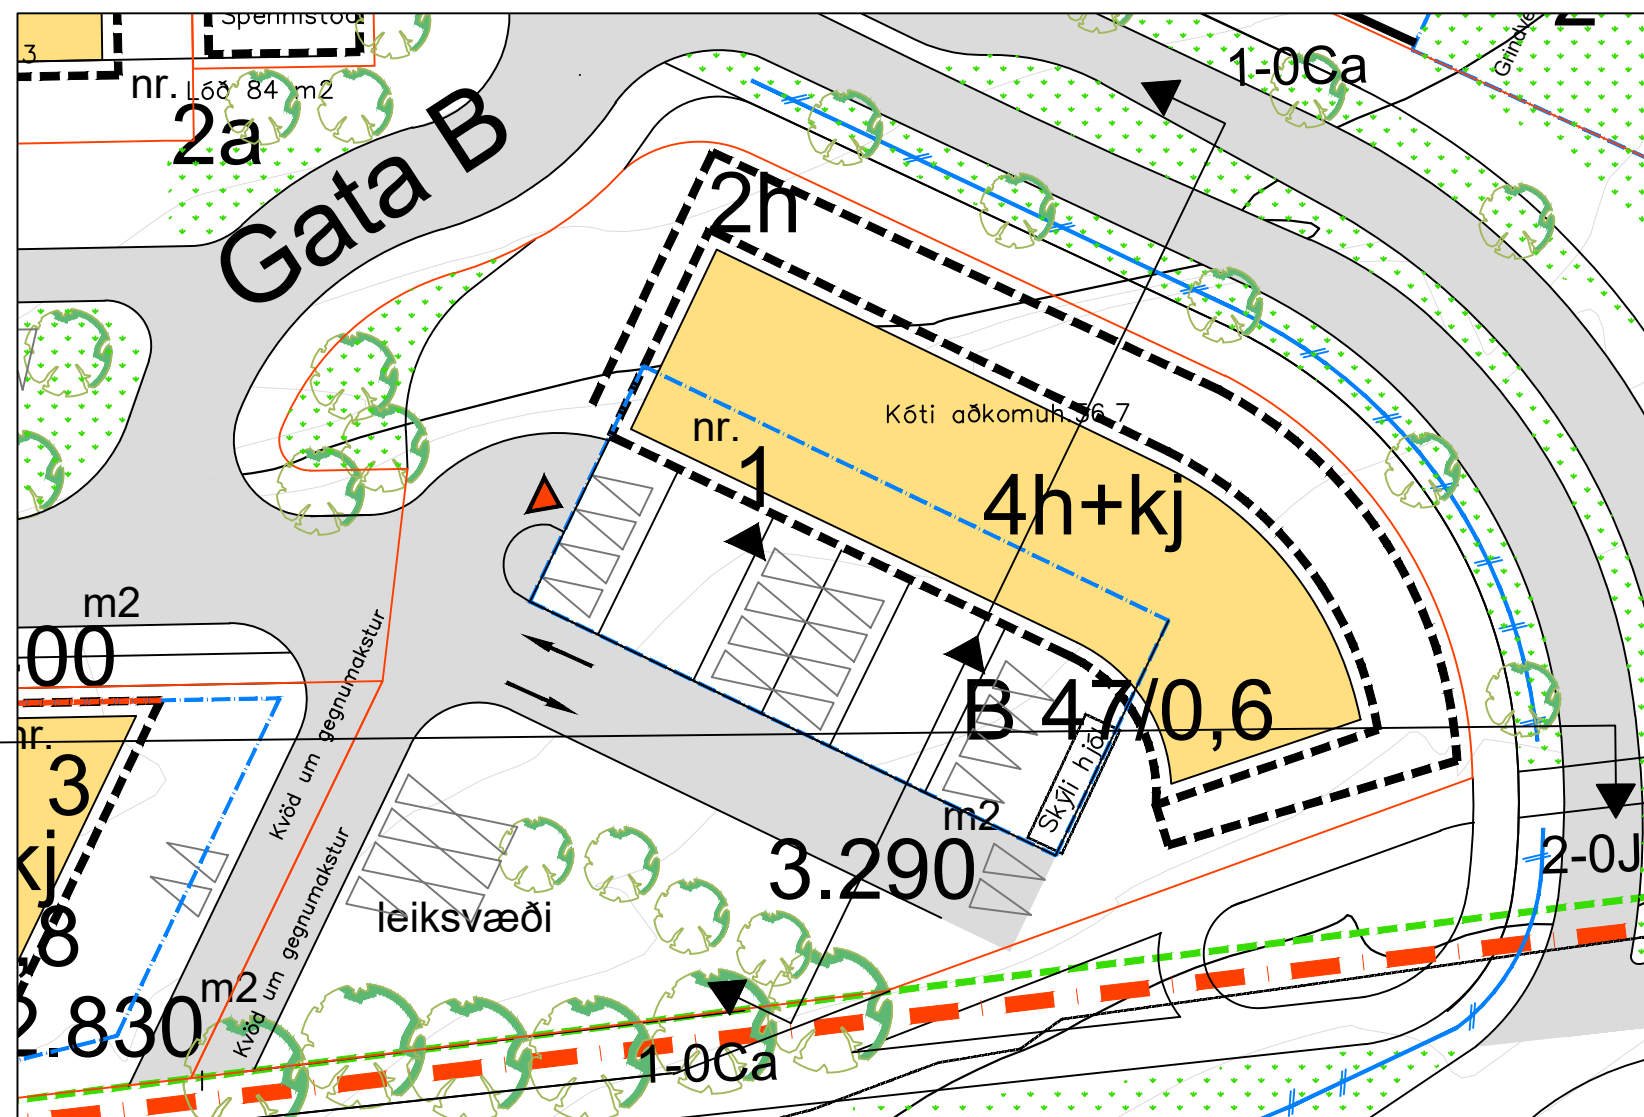 Spennistöð
3
nr.
Lóð 84 m2
2a
Gata B
1-0Ca
2h
Kóti aðkomuh.56.7
nr.
1
4h+kj
m2
00
B 47/0,6
Skýli hjól
nr.
3
kj
,8
Kvöð um gegnumakstur
Kvöð um gegnumakstur
m2
3.290
2-0J
leiksvæði
m2
2.830
1-0Ca